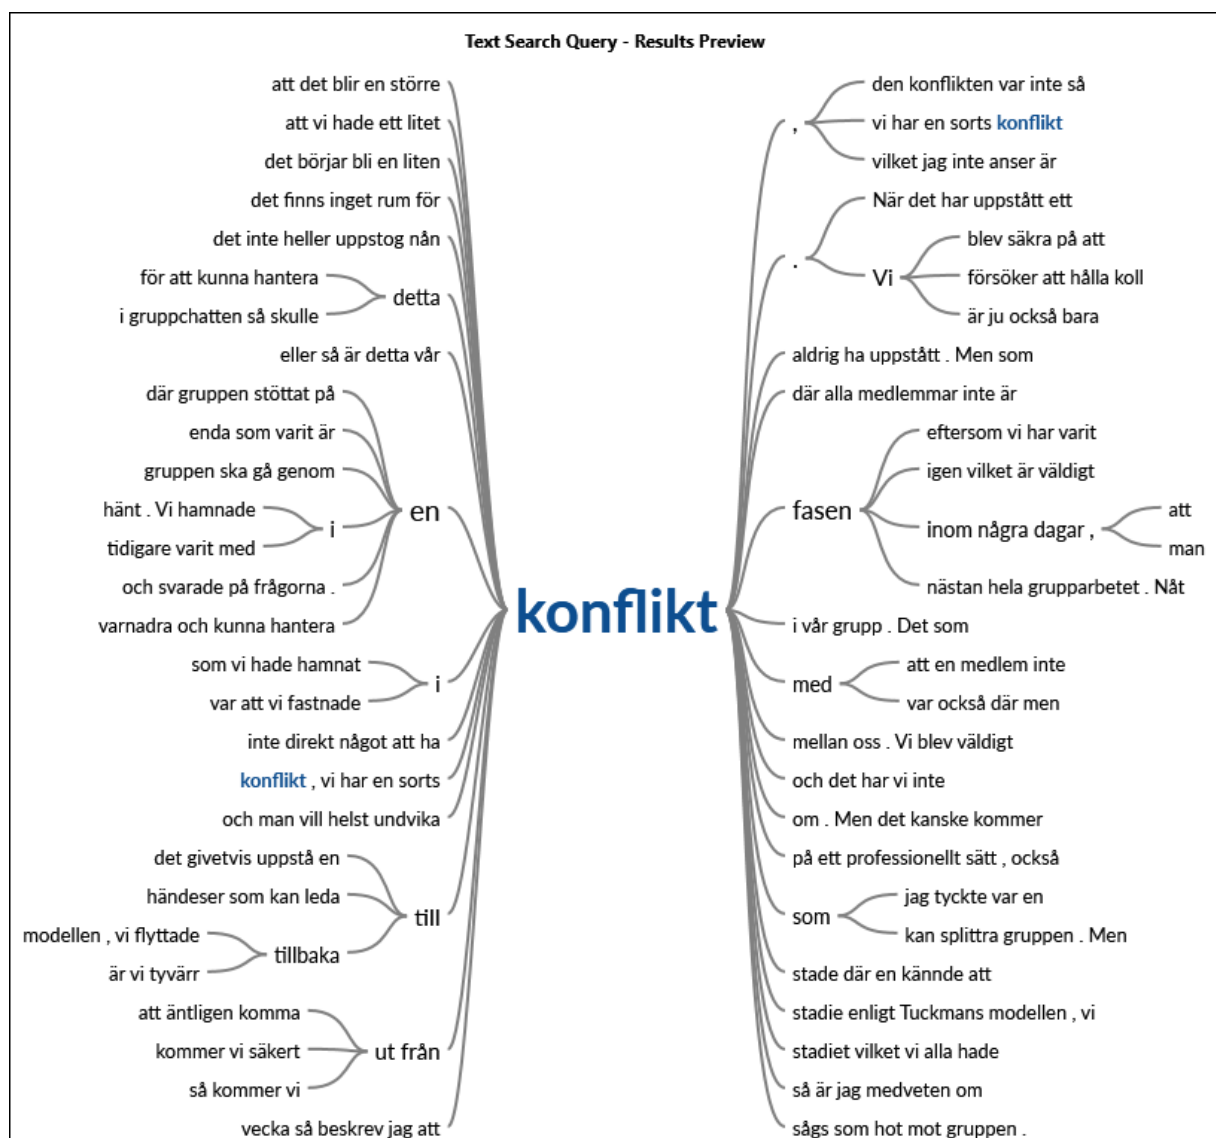 Text Search Query - Results Preview
att det blir en större
att vi hade ett litet
det börjar bli en liten
det finns inget rum för
det inte heller uppstog nån
för att kunna hantera
i gruppchatten så skulle
detta
eller så är detta vår
där gruppen stöttat på
enda som varit är
gruppen ska gå genom
hänt . Vi hamnade
tidigare varit med
i
och svarade på frågorna .
varnadra och kunna hantera
en
som vi hade hamnat
var att vi fastnade
i
inte direkt något att ha
konflikt , vi har en sorts
och man vill helst undvika
det givetvis uppstå en
händeser som kan leda
modellen , vi flyttade
är vi tyvärr
tillbaka
till
att äntligen komma
kommer vi säkert
så kommer vi
ut från
vecka så beskrev jag att
konflikt
,
den konflikten var inte så
vi har en sorts konflikt
vilket jag inte anser är
.
När det har uppstått ett
Vi
blev säkra på att
försöker att hålla koll
är ju också bara
aldrig ha uppstått . Men som
där alla medlemmar inte är
fasen
eftersom vi har varit
igen vilket är väldigt
inom några dagar ,
att
man
nästan hela grupparbetet . Nåt
i vår grupp . Det som
med
att en medlem inte
var också där men
mellan oss . Vi blev väldigt
och det har vi inte
om . Men det kanske kommer
på ett professionellt sätt , också
som
jag tyckte var en
kan splittra gruppen . Men
stade där en kännde att
stadie enligt Tuckmans modellen , vi
stadiet vilket vi alla hade
så är jag medveten om
sågs som hot mot gruppen .